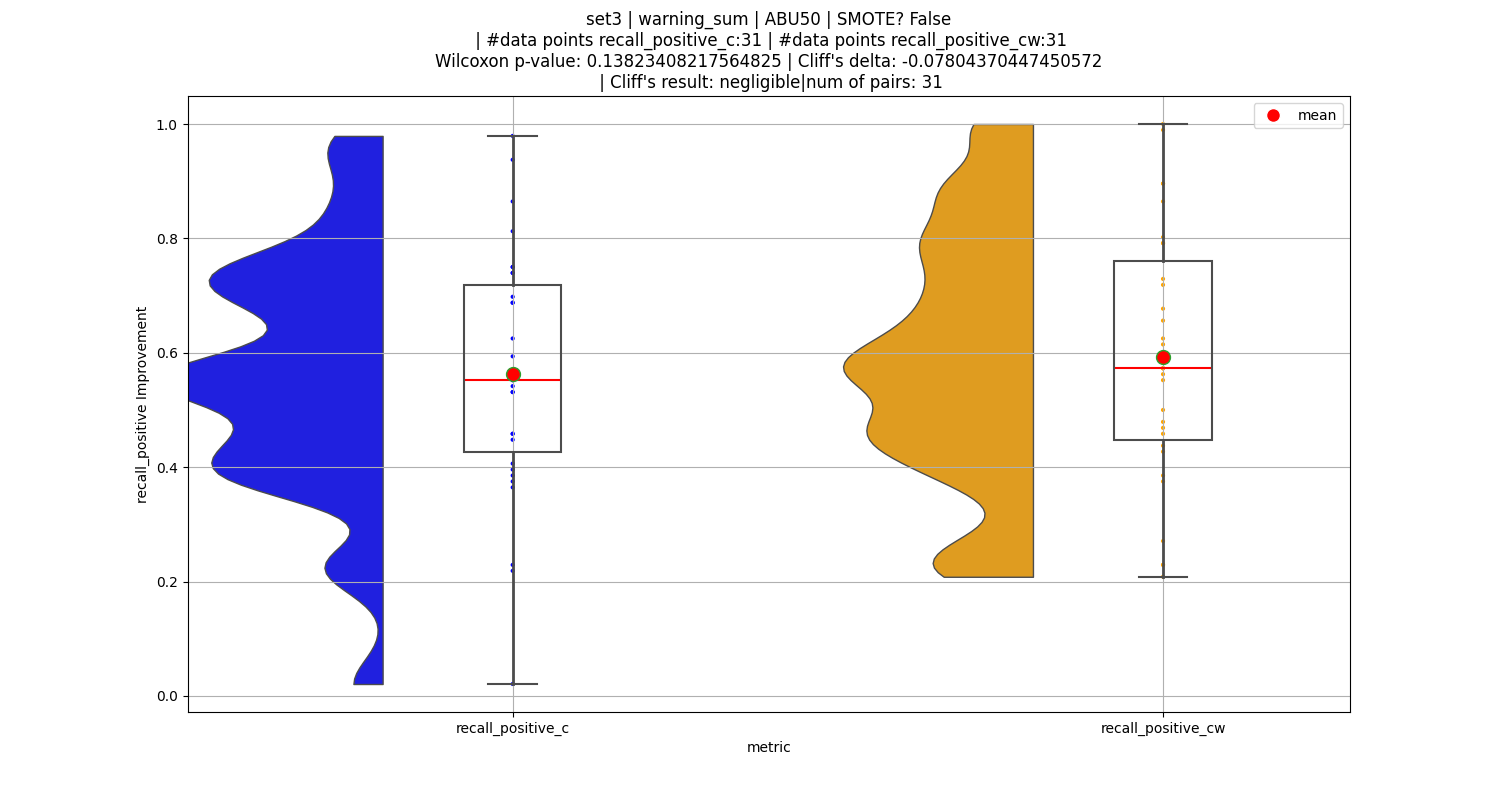 set3 | warning_sum | ABU50 | SMOTE? False
| #data points recall_positive_c:31 | #data points recall_positive_cw:31
Wilcoxon p-value: 0.13823408217564825 | Cliff's delta: -0.07804370447450572
| Cliff's result: negligible|num of pairs: 31
mean
1.0
0.8
0.6
0.4
0.2
0.0
recall_positive Improvement
recall_positive_c
recall_positive_cw
metric